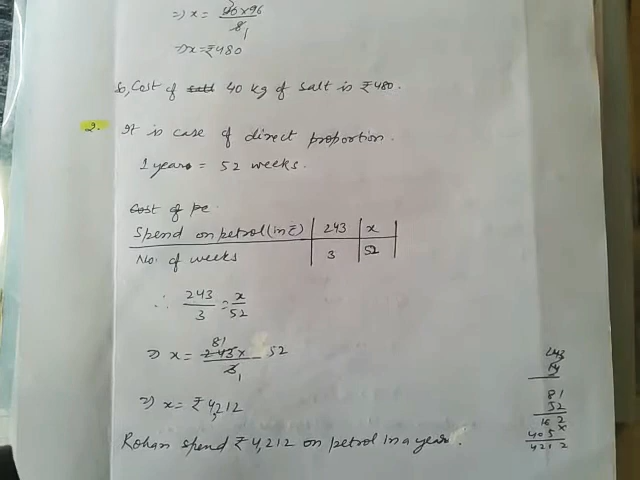 =) x = 40×96 / 8 1
=) x = ₹480
So, Cost of salt 40 kg of salt is ₹480.
2. It is case of direct proportion.
1 years = 52 weeks.
Cost of pe
Spend on petrol (in ₹) | 243 | x |
No. of weeks | 3 | 52 |
∴ 243/3 = x/52
=) x = 81 243 × 52 / 3 1
=) x = ₹ 4,212
Rohan spend ₹ 4,212 on petrol in a year.
243
81
52
162
405×
4212